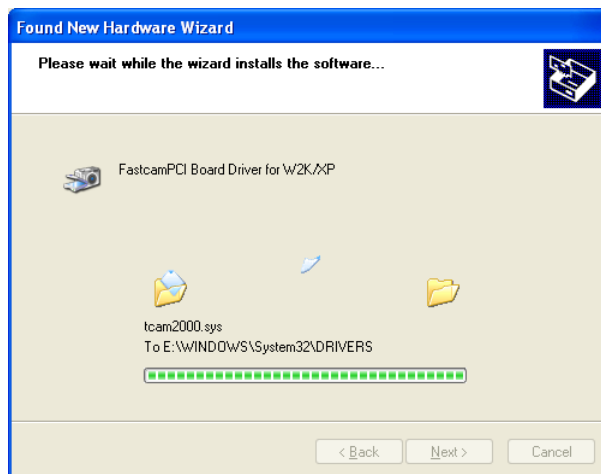 Found New Hardware Wizard
Please wait while the wizard installs the software...
FastcamPCI Board Driver for W2K/XP
tcam2000.sys
To E:\WINDOWS\System32\DRIVERS
< Back Next > Cancel